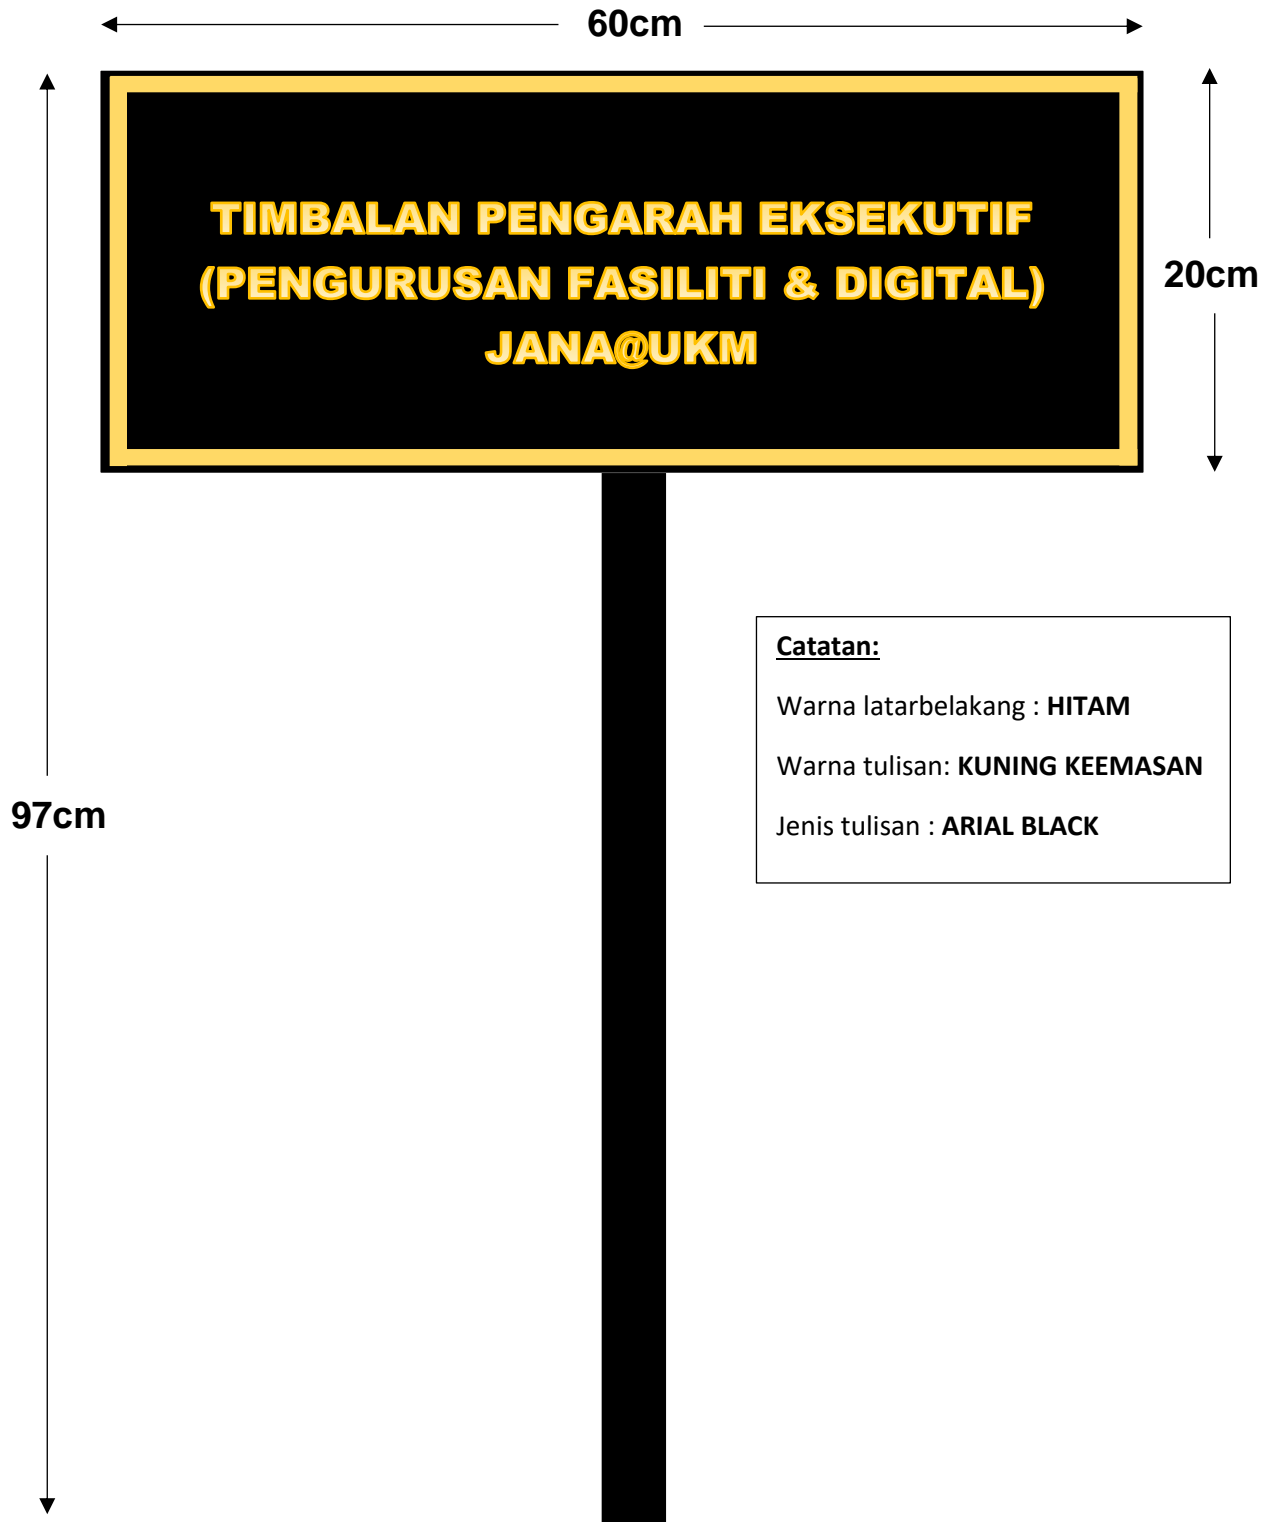 60cm
TIMBALAN PENGARAH EKSEKUTIF
(PENGURUSAN FASILITI & DIGITAL)
JANA@UKM
20cm
Catatan:
Warna latarbelakang : HITAM
Warna tulisan: KUNING KEEMASAN
Jenis tulisan : ARIAL BLACK
97cm